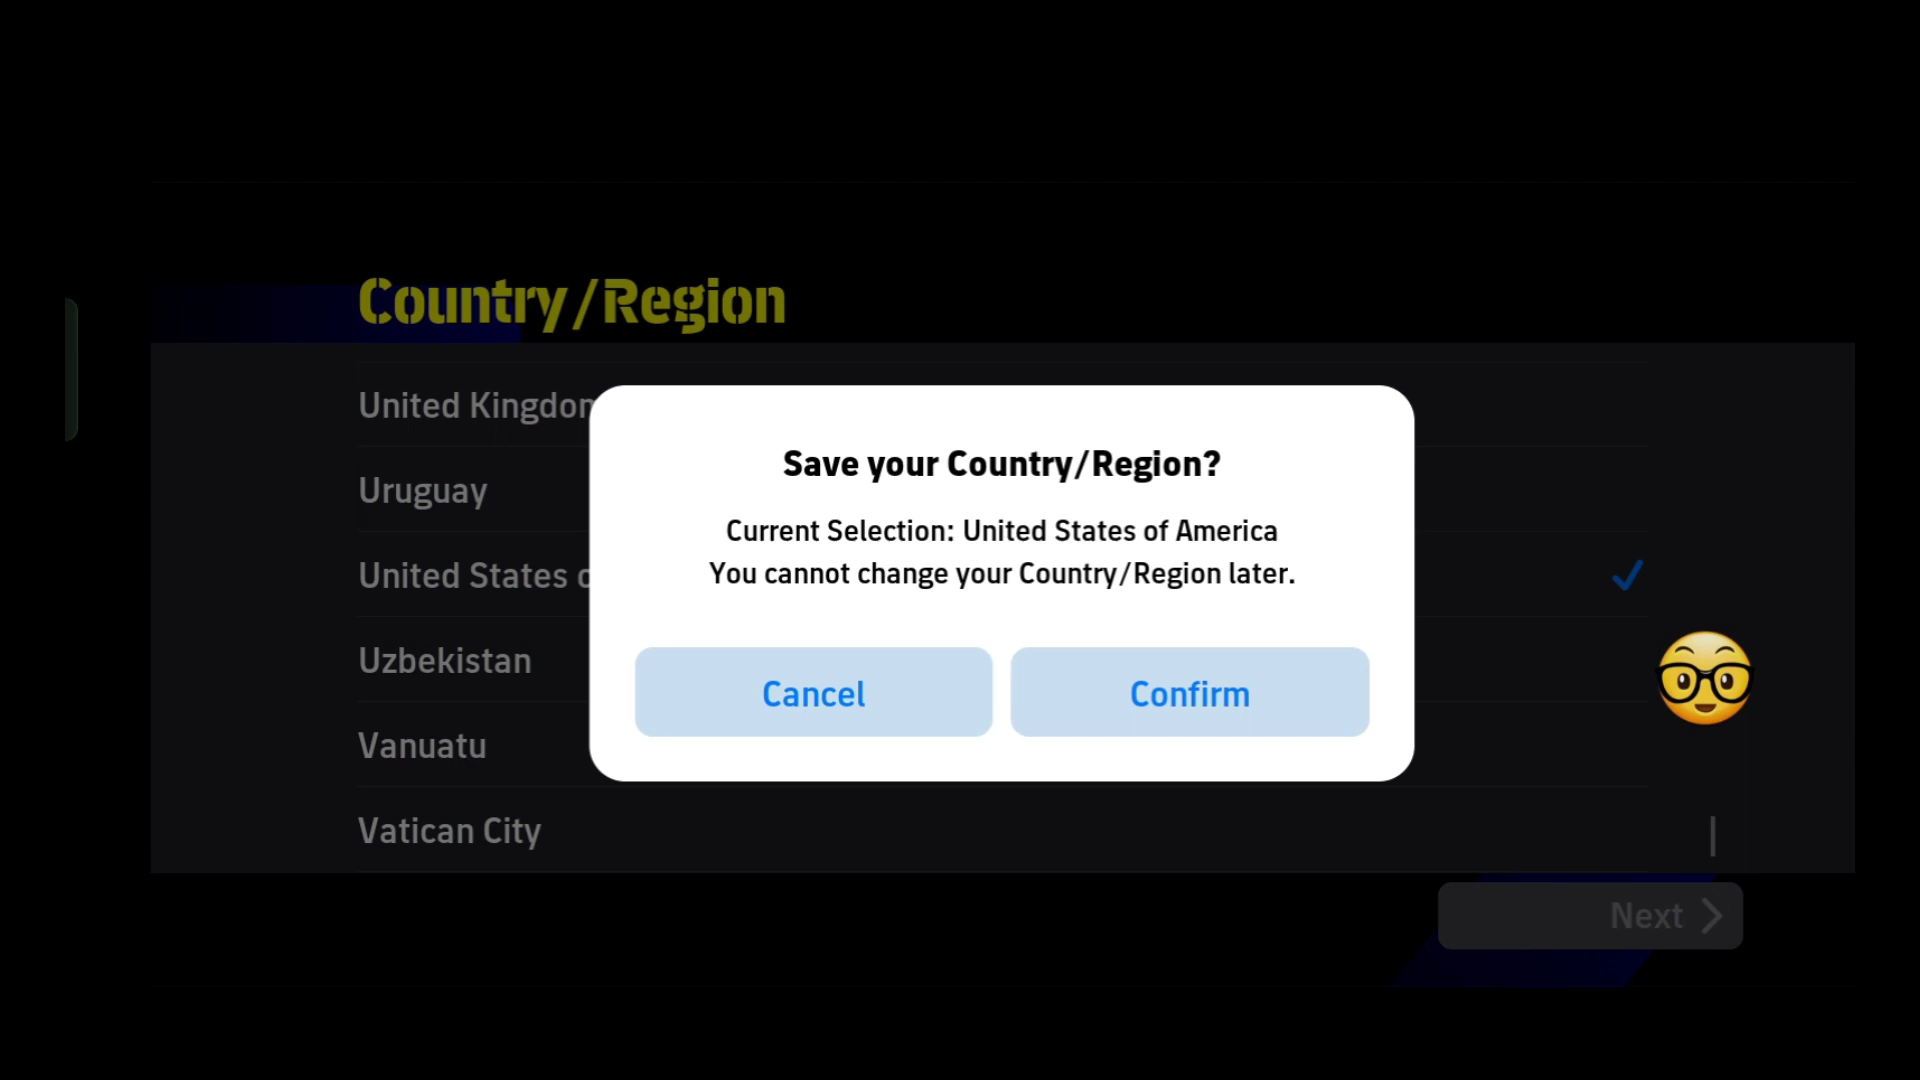 Country/Region
United Kingdom
Uruguay
United States o
Uzbekistan
Vanuatu
Vatican City
Save your Country/Region?
Current Selection: United States of America
You cannot change your Country/Region later.
Cancel
Confirm
Next